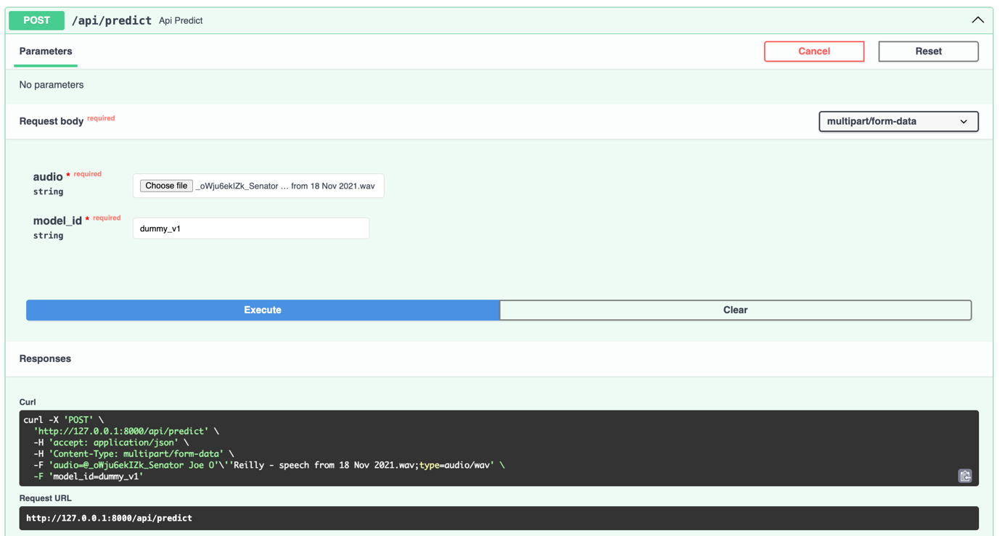 POST /api/predict Api Predict
Parameters
Cancel
Reset
No parameters
Request body required
multipart/form-data
audio * required
string
Choose file _oWju6ekIZk_Senator ... from 18 Nov 2021.wav
model_id * required
string
dummy_v1
Execute
Clear
Responses
Curl
curl -X 'POST' \
'http://127.0.0.1:8000/api/predict' \
-H 'accept: application/json' \
-H 'Content-Type: multipart/form-data' \
-F 'audio=@_oWju6ekIZk_Senator Joe O'\''Reilly - speech from 18 Nov 2021.wav;type=audio/wav' \
-F 'model_id=dummy_v1'
Request URL
http://127.0.0.1:8000/api/predict